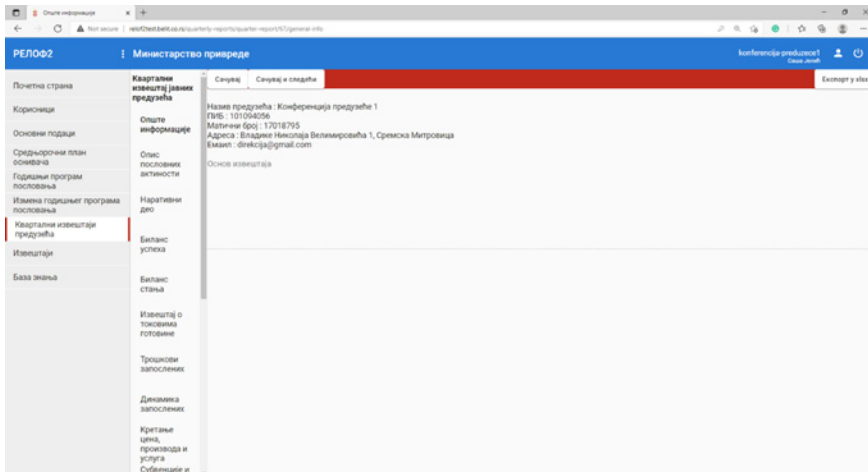 Опште информације
Not secure | relof2test.belit.co.rs/quarterly-reports/quarter-report/67/general-info
РЕЛОФ2
Министарство привреде
konferencija-preduzece1
Почетна страна
Корисници
Основни подаци
Средњорочни план
оснивача
Годишњи програм
пословања
Измена годишњег програма
пословања
Квартални извештаји
предузећа
Извештаји
База знања
Квартални
извештај јавних
предузећа
Опште
информације
Опис
пословних
активности
Наративни
део
Биланс
успеха
Биланс
стања
Извештај о
токовима
готовине
Трошкови
запослених
Динамика
запослених
Кретање
цена,
производа и
услуга
Субвенције и
Сачувај
Сачувај и следећи
Експорт у xlsx
Назив предузећа : Конференција предузеће 1
ПИБ : 101094056
Матични број : 17018795
Адреса : Владике Николаја Велимировића 1, Сремска Митровица
Емаил : direkcija@gmail.com
Основ извештаја